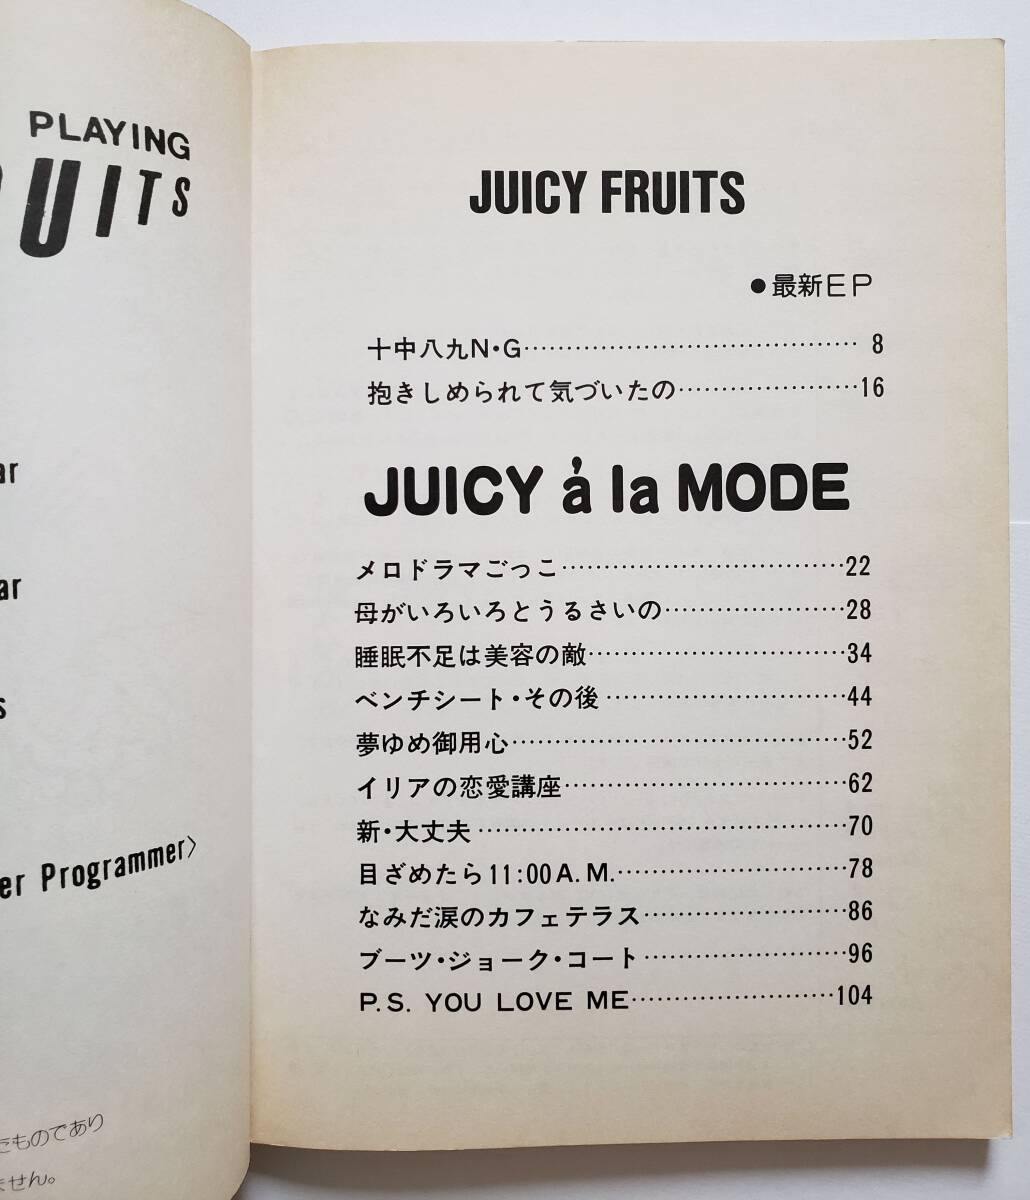 PLAYING
UITS
ar
ar
s
er Programmer〉
たものであり
ません。
JUICY FRUITS
●最新EP
十中八九N・G…………………………………… 8
抱きしめられて気づいたの…………………16
JUICY à la MODE
メロドラマごっこ……………………………22
母がいろいろとうるさいの…………………28
睡眠不足は美容の敵…………………………34
ベンチシート・その後…………………………44
夢ゆめ御用心…………………………………52
イリアの恋愛講座……………………………62
新・大丈夫……………………………………70
目ざめたら11:00A.M.………………………78
なみだ涙のカフェテラス……………………86
ブーツ・ジョーク・コート……………………96
P.S. YOU LOVE ME……………………104